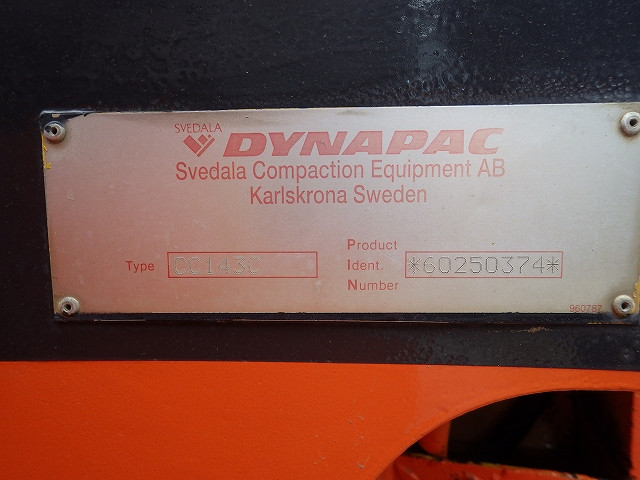 SVEDALA
DYNAPAC
Svedala Compaction Equipment AB
Karlskrona Sweden
Type CC143C
Product
Ident. *60250374*
Number
960787